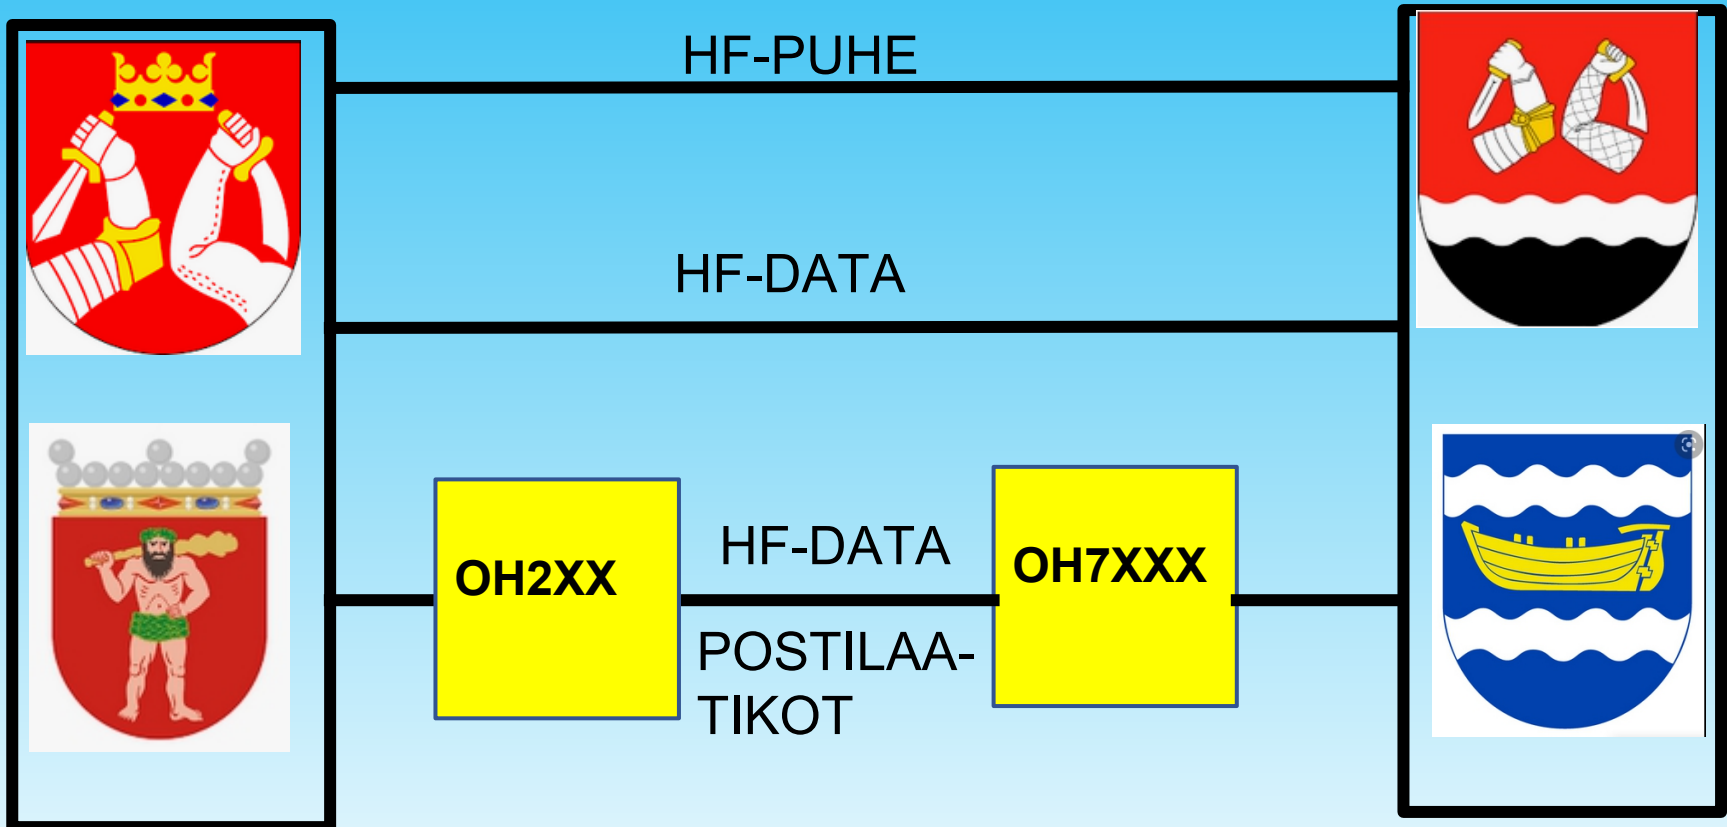 HF-PUHE
HF-DATA
OH2XX
HF-DATA
OH7XXX
POSTILAA-
TIKOT